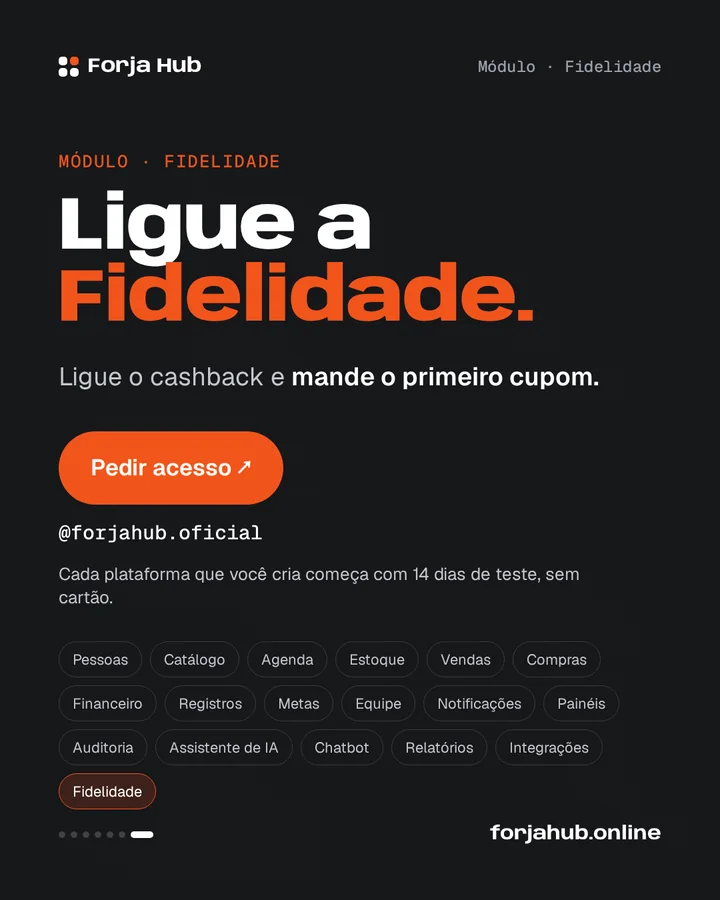 Forja Hub
Módulo · Fidelidade
MÓDULO · FIDELIDADE
Ligue a
Fidelidade.
Ligue o cashback e mande o primeiro cupom.
Pedir acesso ↗
@forjahub.oficial
Cada plataforma que você cria começa com 14 dias de teste, sem
cartão.
Pessoas Catálogo Agenda Estoque Vendas Compras
Financeiro Registros Metas Equipe Notificações Painéis
Auditoria Assistente de IA Chatbot Relatórios Integrações
Fidelidade
forjahub.online